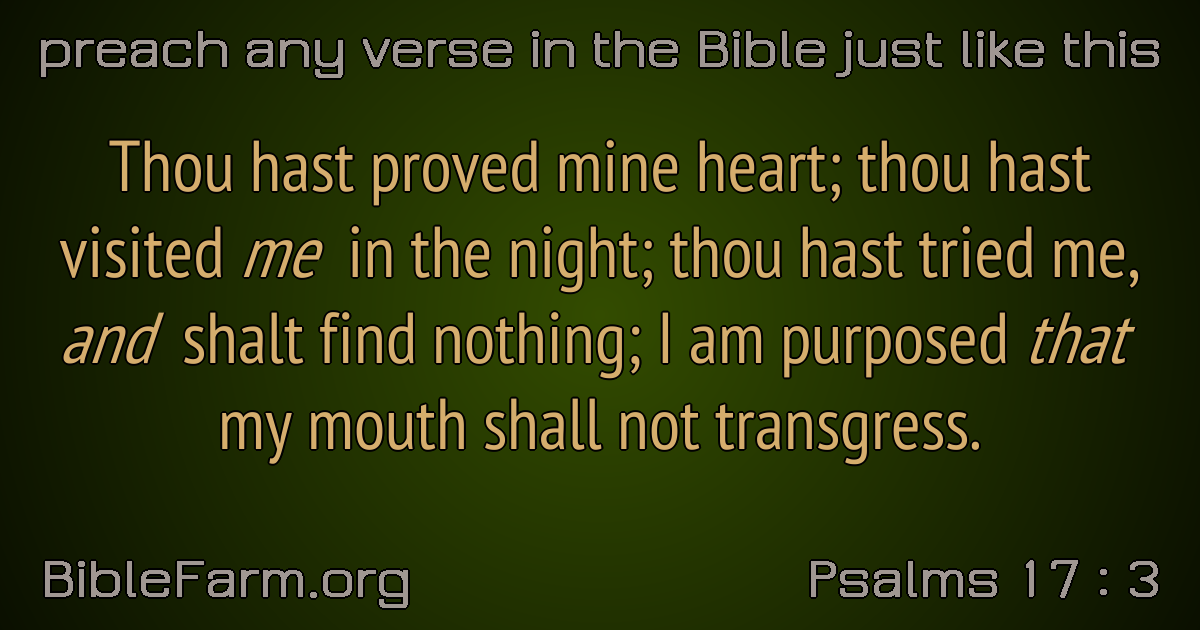 preach any verse in the Bible just like this
Thou hast proved mine heart; thou hast
visited me in the night; thou hast tried me,
and shalt find nothing; I am purposed that
my mouth shall not transgress.
BibleFarm.org
Psalms 17 : 3